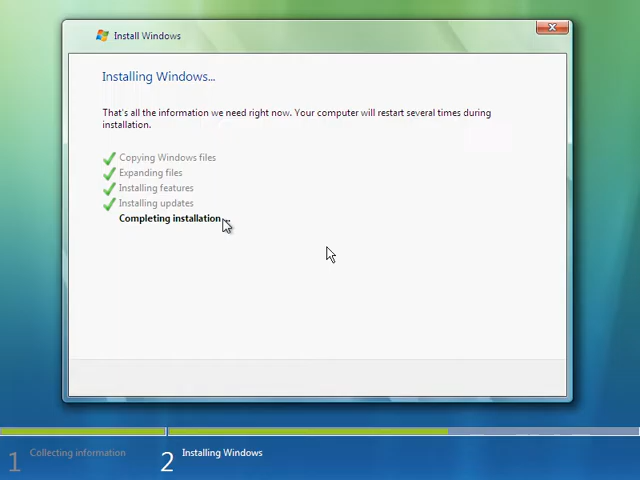 Install Windows
Installing Windows...
That's all the information we need right now. Your computer will restart several times during
installation.
Copying Windows files
Expanding files
Installing features
Installing updates
Completing installation ...
1 Collecting information
2 Installing Windows